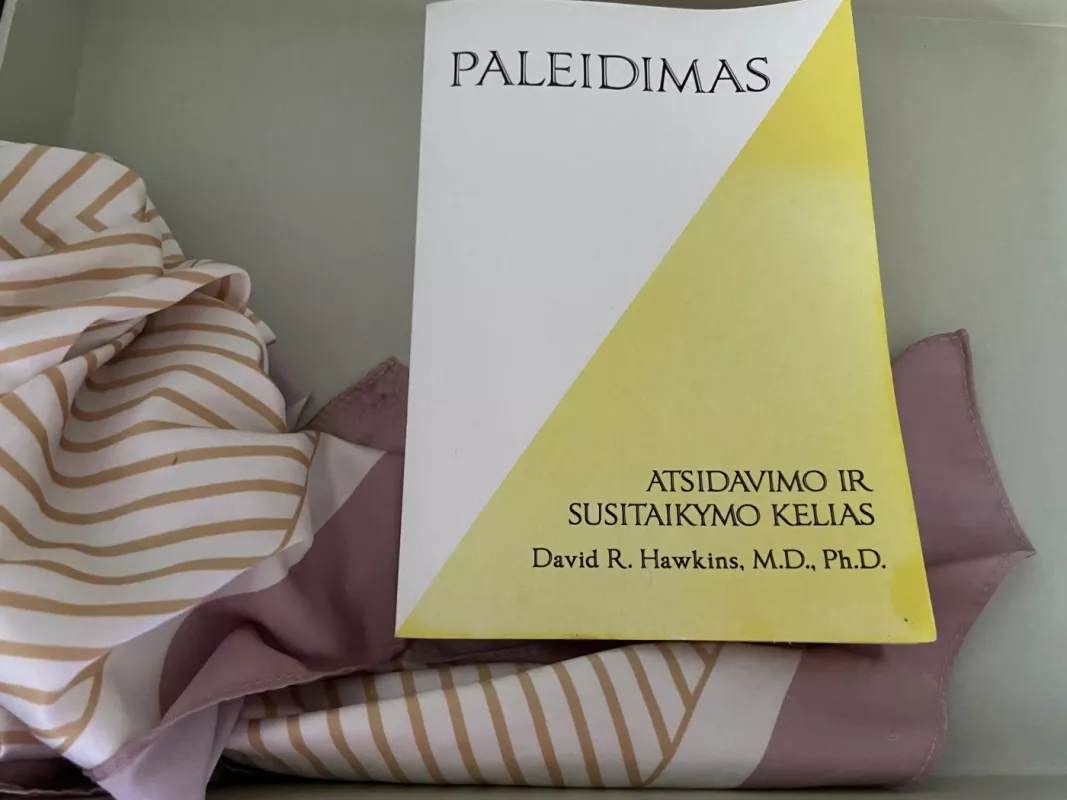 PALEIDIMAS
ATSIDAVIMO IR
SUSITAIKYMO KELIAS
David R. Hawkins, M.D., Ph.D.